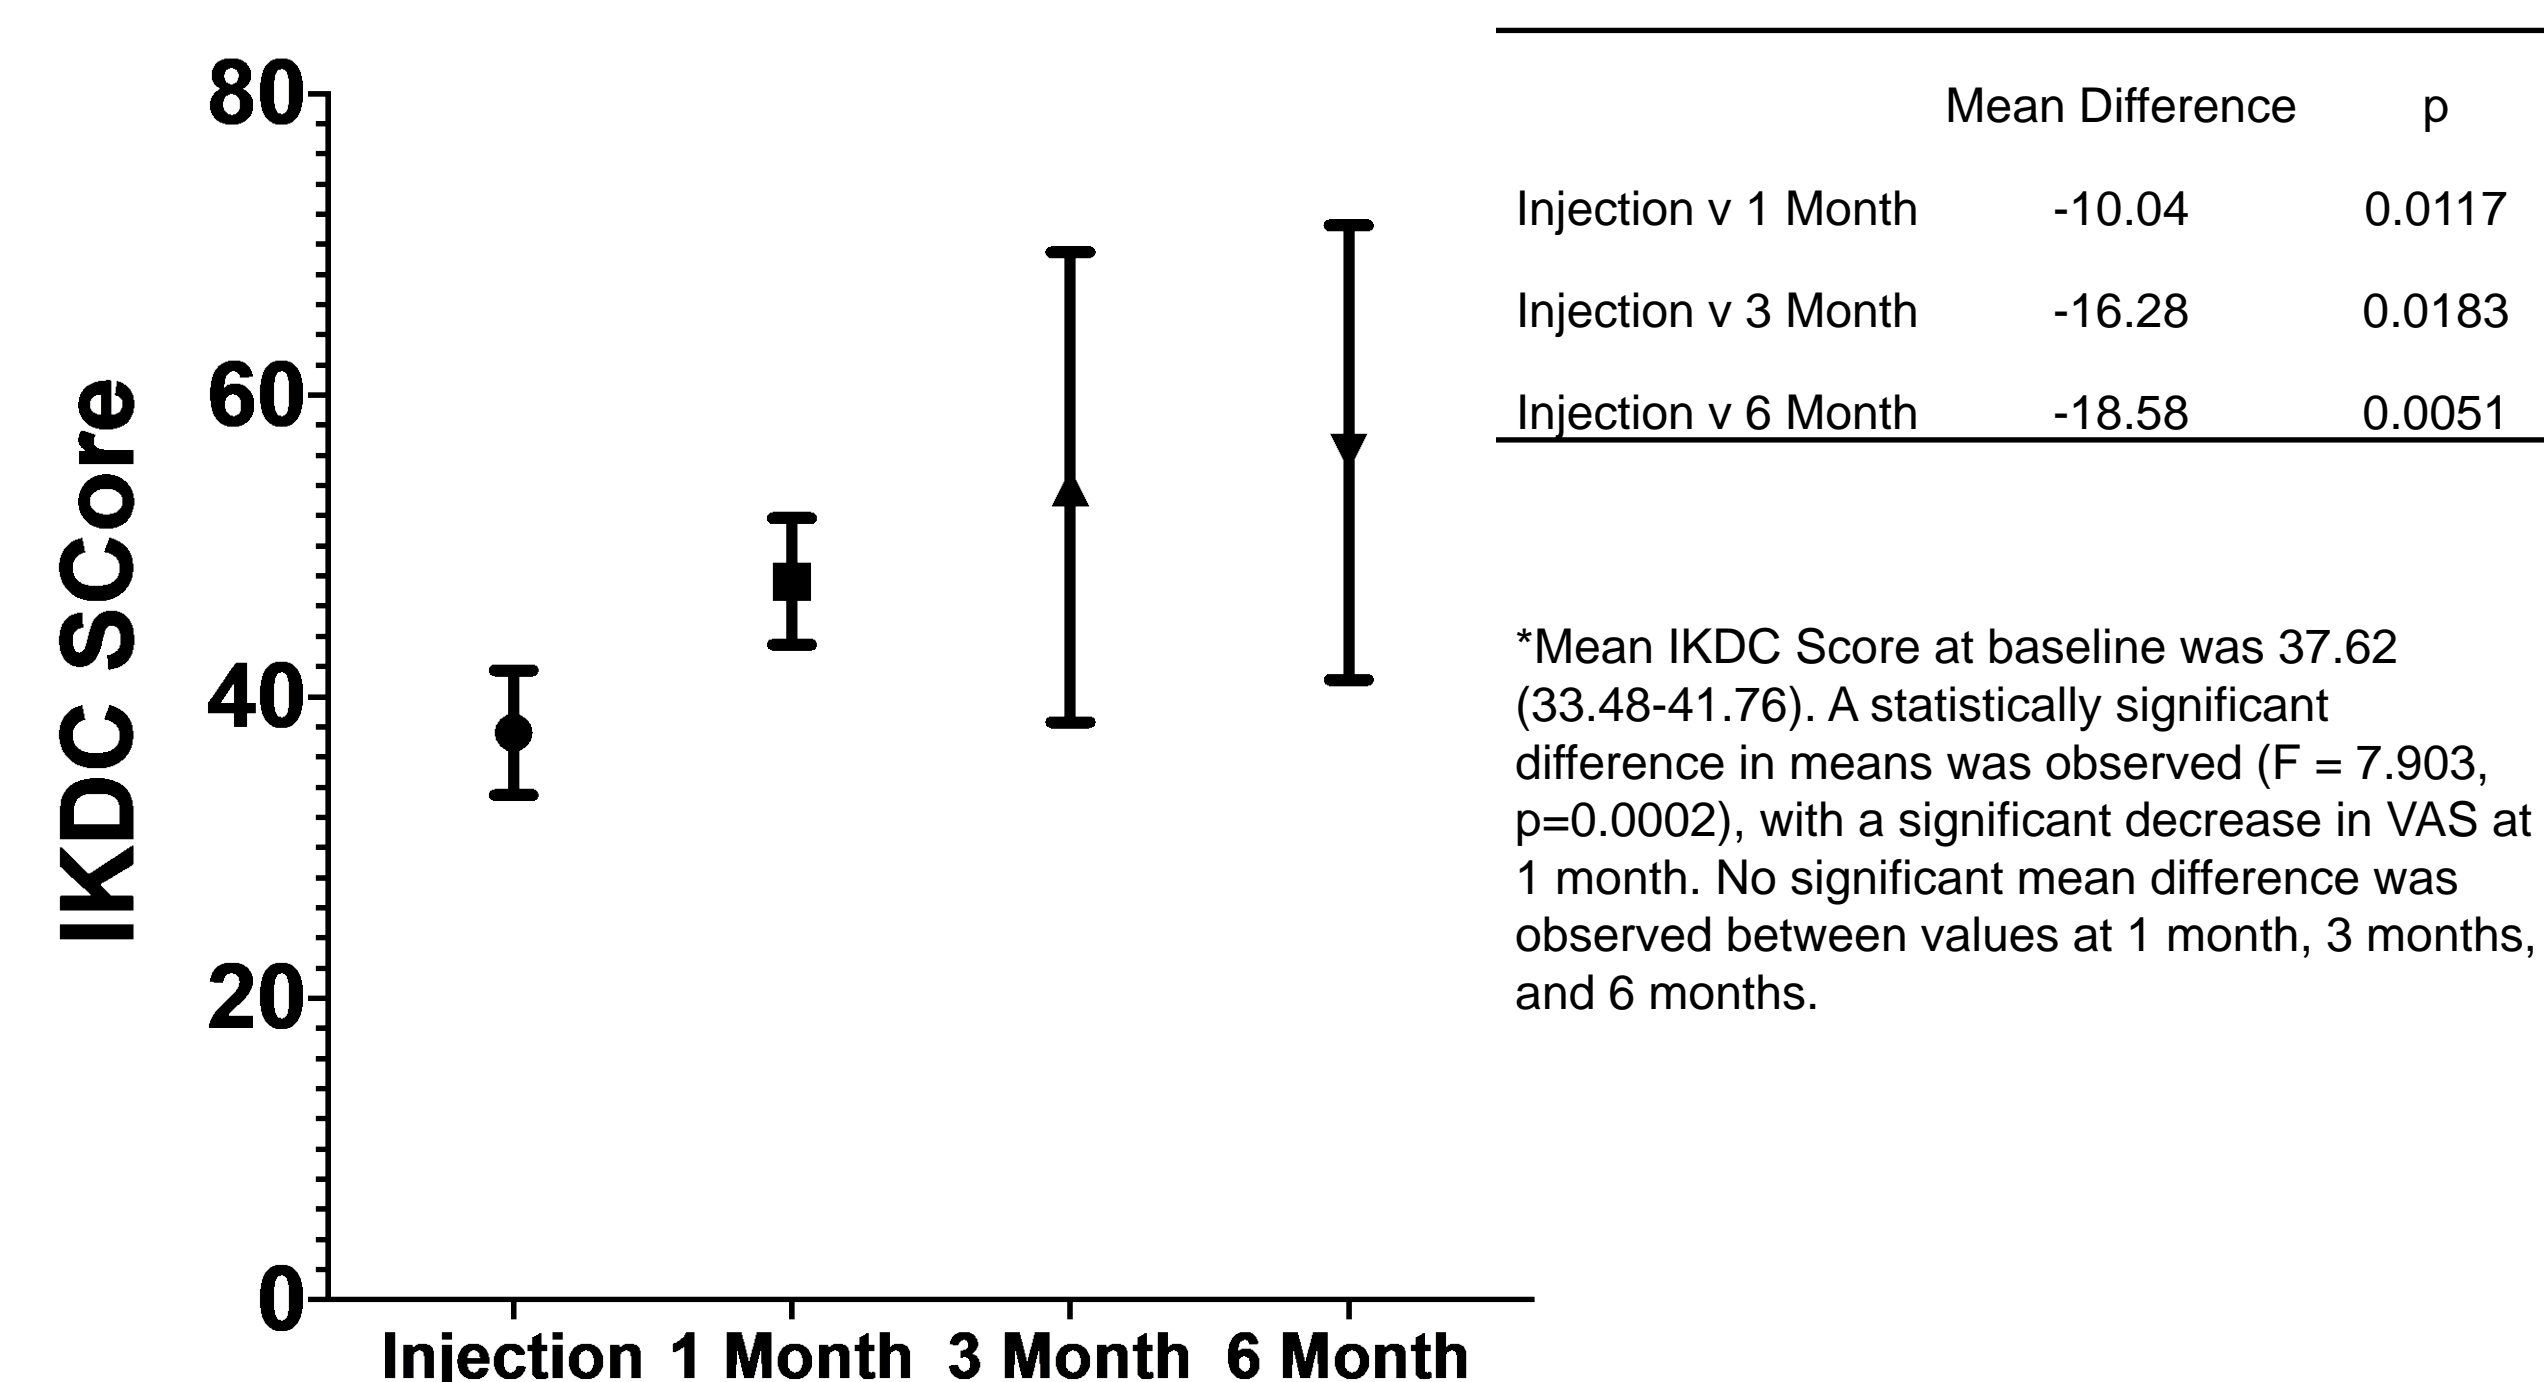 80
60
40
20
0
IKDC SCore
Injection 1 Month 3 Month 6 Month
Mean Difference p
Injection v 1 Month -10.04 0.0117
Injection v 3 Month -16.28 0.0183
Injection v 6 Month -18.58 0.0051
*Mean IKDC Score at baseline was 37.62
(33.48-41.76). A statistically significant
difference in means was observed (F = 7.903,
p=0.0002), with a significant decrease in VAS at
1 month. No significant mean difference was
observed between values at 1 month, 3 months,
and 6 months.